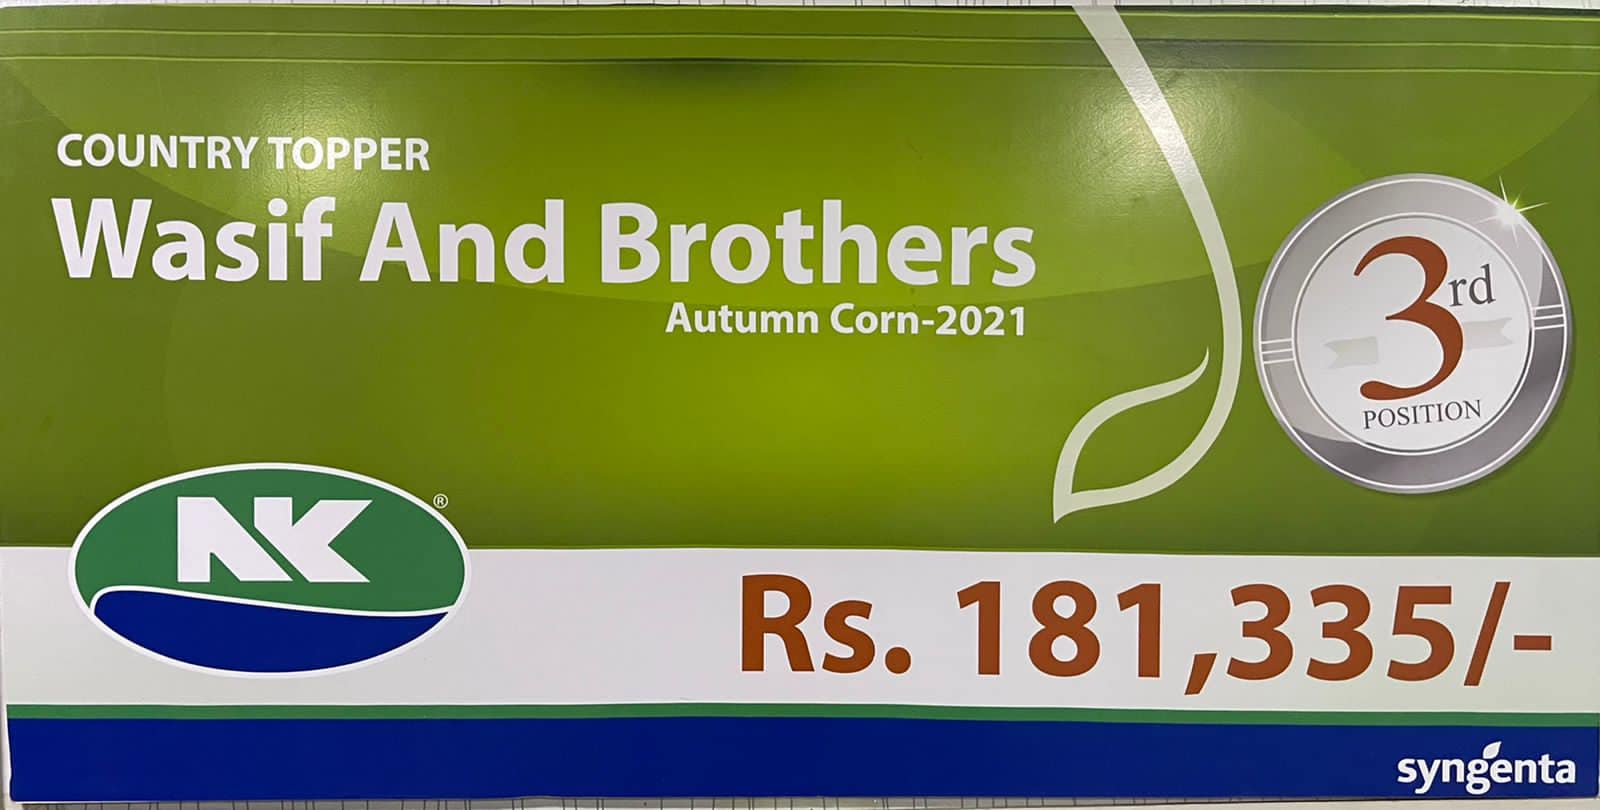 COUNTRY TOPPER
Wasif And Brothers
Autumn Corn-2021
3rd
POSITION
NK®
Rs. 181,335/-
syngenta